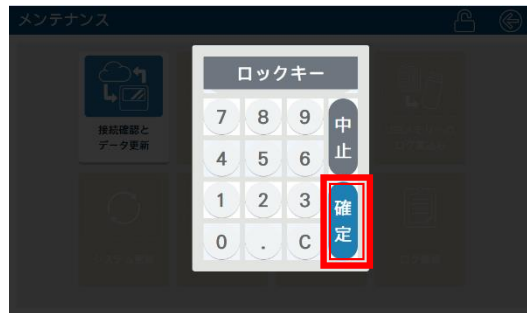 メンテナンス
ロックキー
7 8 9 中止
4 5 6
1 2 3 確定
0 . C
接続確認と
データ更新